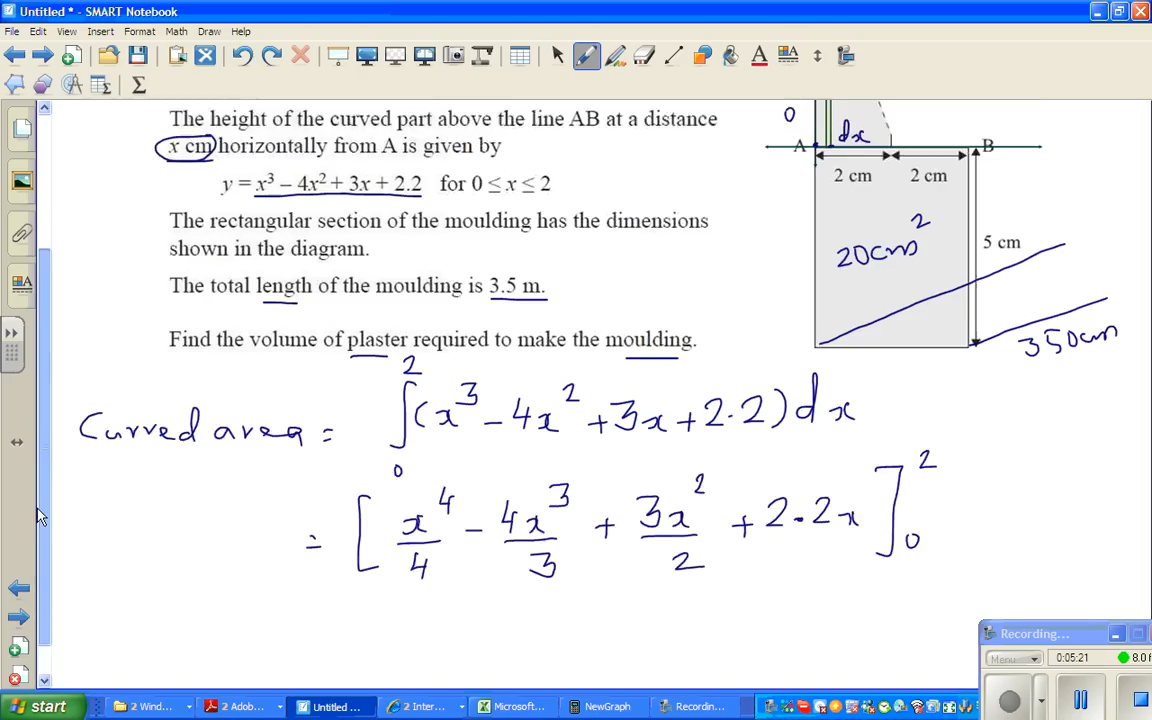 Untitled * - SMART Notebook
File Edit View Insert Format Math Draw Help
The height of the curved part above the line AB at a distance
x cm horizontally from A is given by
y = x³ – 4x² + 3x + 2.2 for 0 ≤ x ≤ 2
The rectangular section of the moulding has the dimensions
shown in the diagram.
The total length of the moulding is 3.5 m.
Find the volume of plaster required to make the moulding.
0
dx
A B
2 cm 2 cm
20cm²
5 cm
350cm
Curved area = ∫₀² (x³ – 4x² + 3x + 2.2) dx
= [x⁴/4 – 4x³/3 + 3x²/2 + 2.2x]₀²
Recording...
Menu 0:05:21 8.0 f
start 2 Wind... 2 Adob... Untitled ... 2 Inter... Microsoft... NewGraph Recordin...